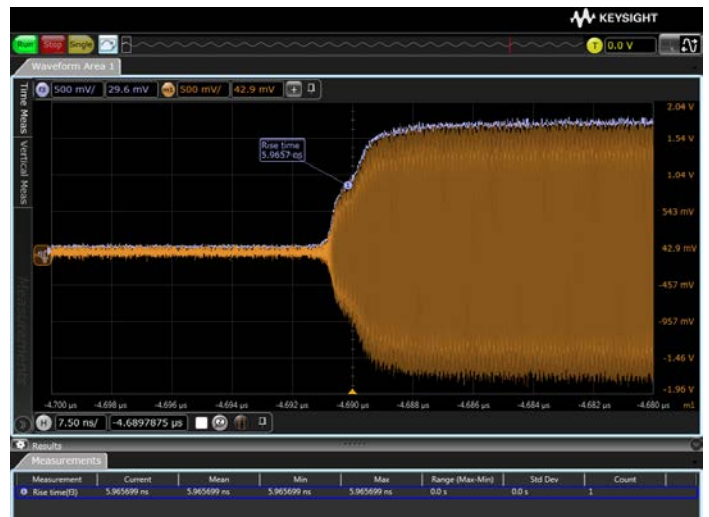 KEYSIGHT
Run Stop Single T 0.0 V
Waveform Area 1
f3 500 mV/ 29.6 mV m1 500 mV/ 42.9 mV +
Time Meas
Vertical Meas
Measurements
Rise time
5.9657 ns
2.04 V
1.54 V
1.04 V
543 mV
42.9 mV
-457 mV
-957 mV
-1.46 V
-1.96 V
-4.700 µs -4.698 µs -4.696 µs -4.694 µs -4.692 µs -4.690 µs -4.688 µs -4.686 µs -4.684 µs -4.682 µs -4.680 µs m1
H 7.50 ns/ -4.6897875 µs
Results
Measurements
Measurement Current Mean Min Max Range (Max-Min) Std Dev Count
Rise time(f3) 5.965699 ns 5.965699 ns 5.965699 ns 5.965699 ns 0.0 s 0.0 s 1